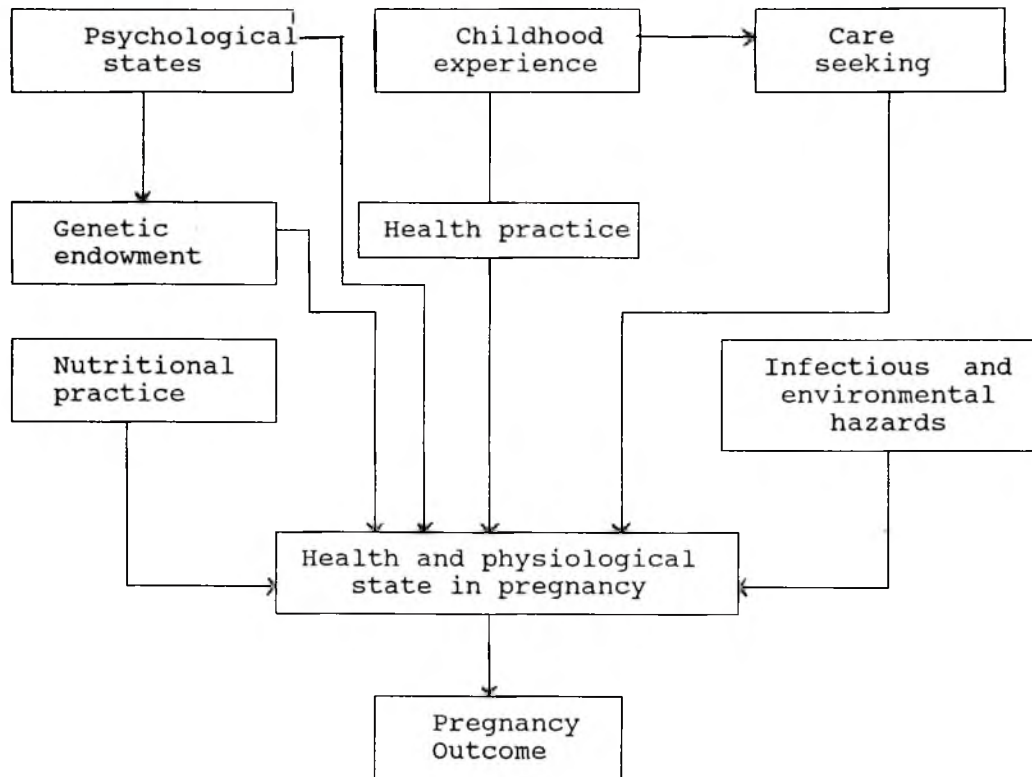 Psychological
states
Childhood
experience
Care
seeking
Genetic
endowment
Health practice
Nutritional
practice
Infectious and
environmental
hazards
Health and physiological
state in pregnancy
Pregnancy
Outcome